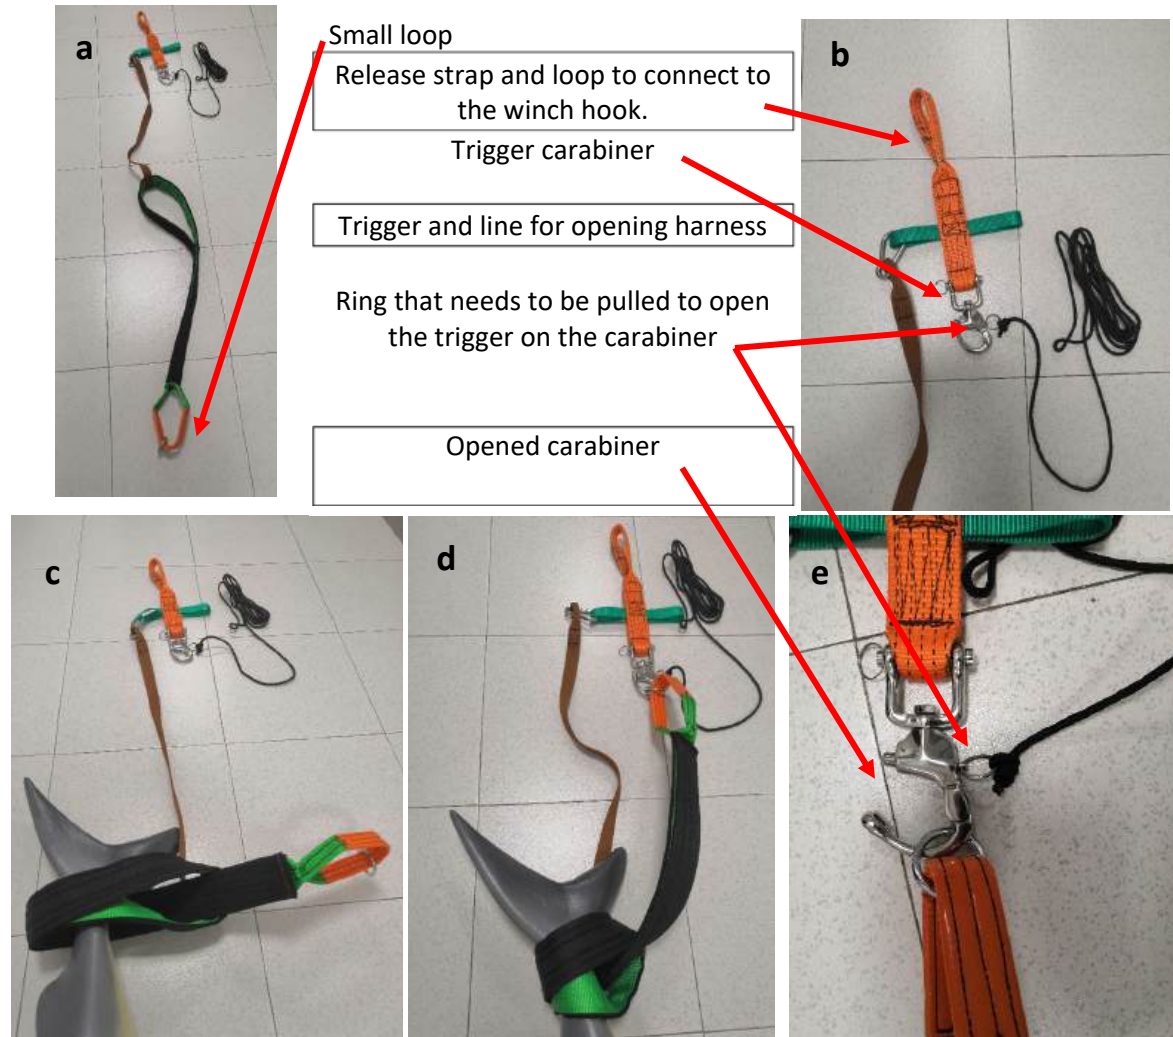 a
Small loop
Release strap and loop to connect to
the winch hook.
Trigger carabiner
Trigger and line for opening harness
Ring that needs to be pulled to open
the trigger on the carabiner
Opened carabiner
b
c
d
e